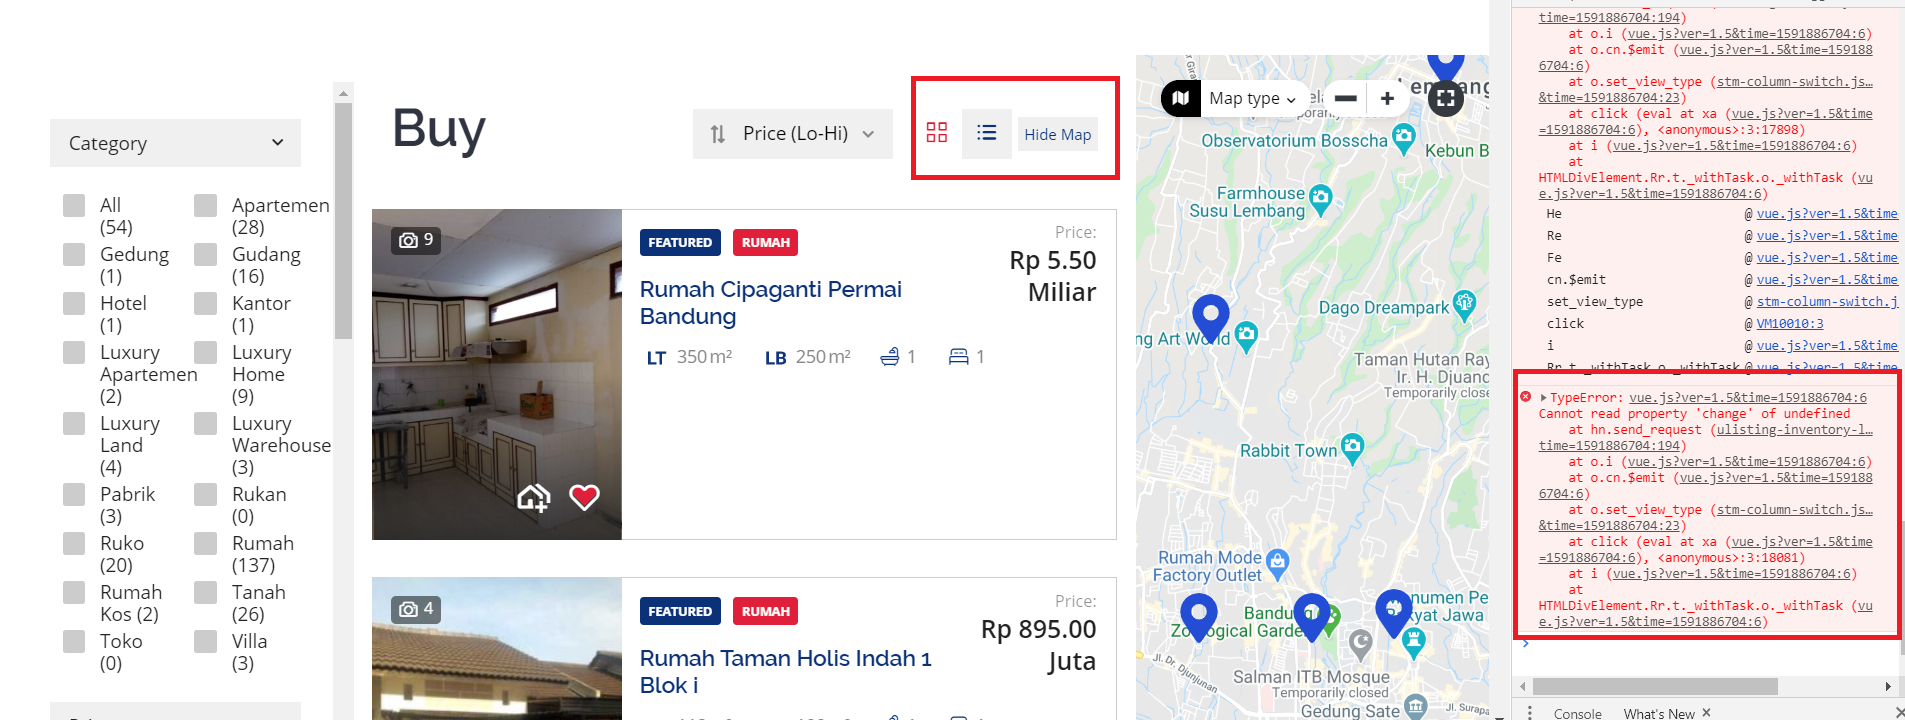 Category
All
(54)
Apartemen
(28)
Gedung
(1)
Gudang
(16)
Hotel
(1)
Kantor
(1)
Luxury
Apartemen
(2)
Luxury
Home
(9)
Luxury
Land
(4)
Luxury
Warehouse
(3)
Pabrik
(3)
Rukan
(0)
Ruko
(20)
Rumah
(137)
Rumah
Kos (2)
Tanah
(26)
Toko
(0)
Villa
(3)
Buy
Price (Lo-Hi)
Hide Map
9
FEATURED
RUMAH
Price:
Rp 5.50
Miliar
Rumah Cipaganti Permai
Bandung
LT 350 m² LB 250 m² 1 1
4
FEATURED
RUMAH
Price:
Rp 895.00
Juta
Rumah Taman Holis Indah 1
Blok i
Map type
Observatorium Bosscha
Kebun B
Farmhouse
Susu Lembang
Dago Dreampark
ng Art World
Taman Hutan Ray
Ir. H. Djuand
Temporarily close
Rabbit Town
Rumah Mode
Factory Outlet
Bandung
Zoological Garde
numen Pe
kyat Jawa
Jl. Dr. Djunjunan
Salman ITB Mosque
Temporarily closed
Gedung Sate
Jl. Surapa
time=1591886704:194)
at o.i (vue.js?ver=1.5&time=1591886704:6)
at o.cn.$emit (vue.js?ver=1.5&time=159188
6704:6)
at o.set_view_type (stm-column-switch.js…
&time=1591886704:23)
at click (eval at xa (vue.js?ver=1.5&time
=1591886704:6), <anonymous>:3:17898)
at i (vue.js?ver=1.5&time=1591886704:6)
at
HTMLDivElement.Rr.t._withTask.o._withTask (vu
e.js?ver=1.5&time=1591886704:6)
He @ vue.js?ver=1.5&time
Re @ vue.js?ver=1.5&time
Fe @ vue.js?ver=1.5&time
cn.$emit @ vue.js?ver=1.5&time
set_view_type @ stm-column-switch.j
click @ VM10010:3
i @ vue.js?ver=1.5&time
Rr.t._withTask.o._withTask @ vue.js?ver=1.5&time
TypeError: vue.js?ver=1.5&time=1591886704:6
Cannot read property 'change' of undefined
at hn.send_request (ulisting-inventory-l…
time=1591886704:194)
at o.i (vue.js?ver=1.5&time=1591886704:6)
at o.cn.$emit (vue.js?ver=1.5&time=159188
6704:6)
at o.set_view_type (stm-column-switch.js…
&time=1591886704:23)
at click (eval at xa (vue.js?ver=1.5&time
=1591886704:6), <anonymous>:3:18081)
at i (vue.js?ver=1.5&time=1591886704:6)
at
HTMLDivElement.Rr.t._withTask.o._withTask (vu
e.js?ver=1.5&time=1591886704:6)
Console
What's New